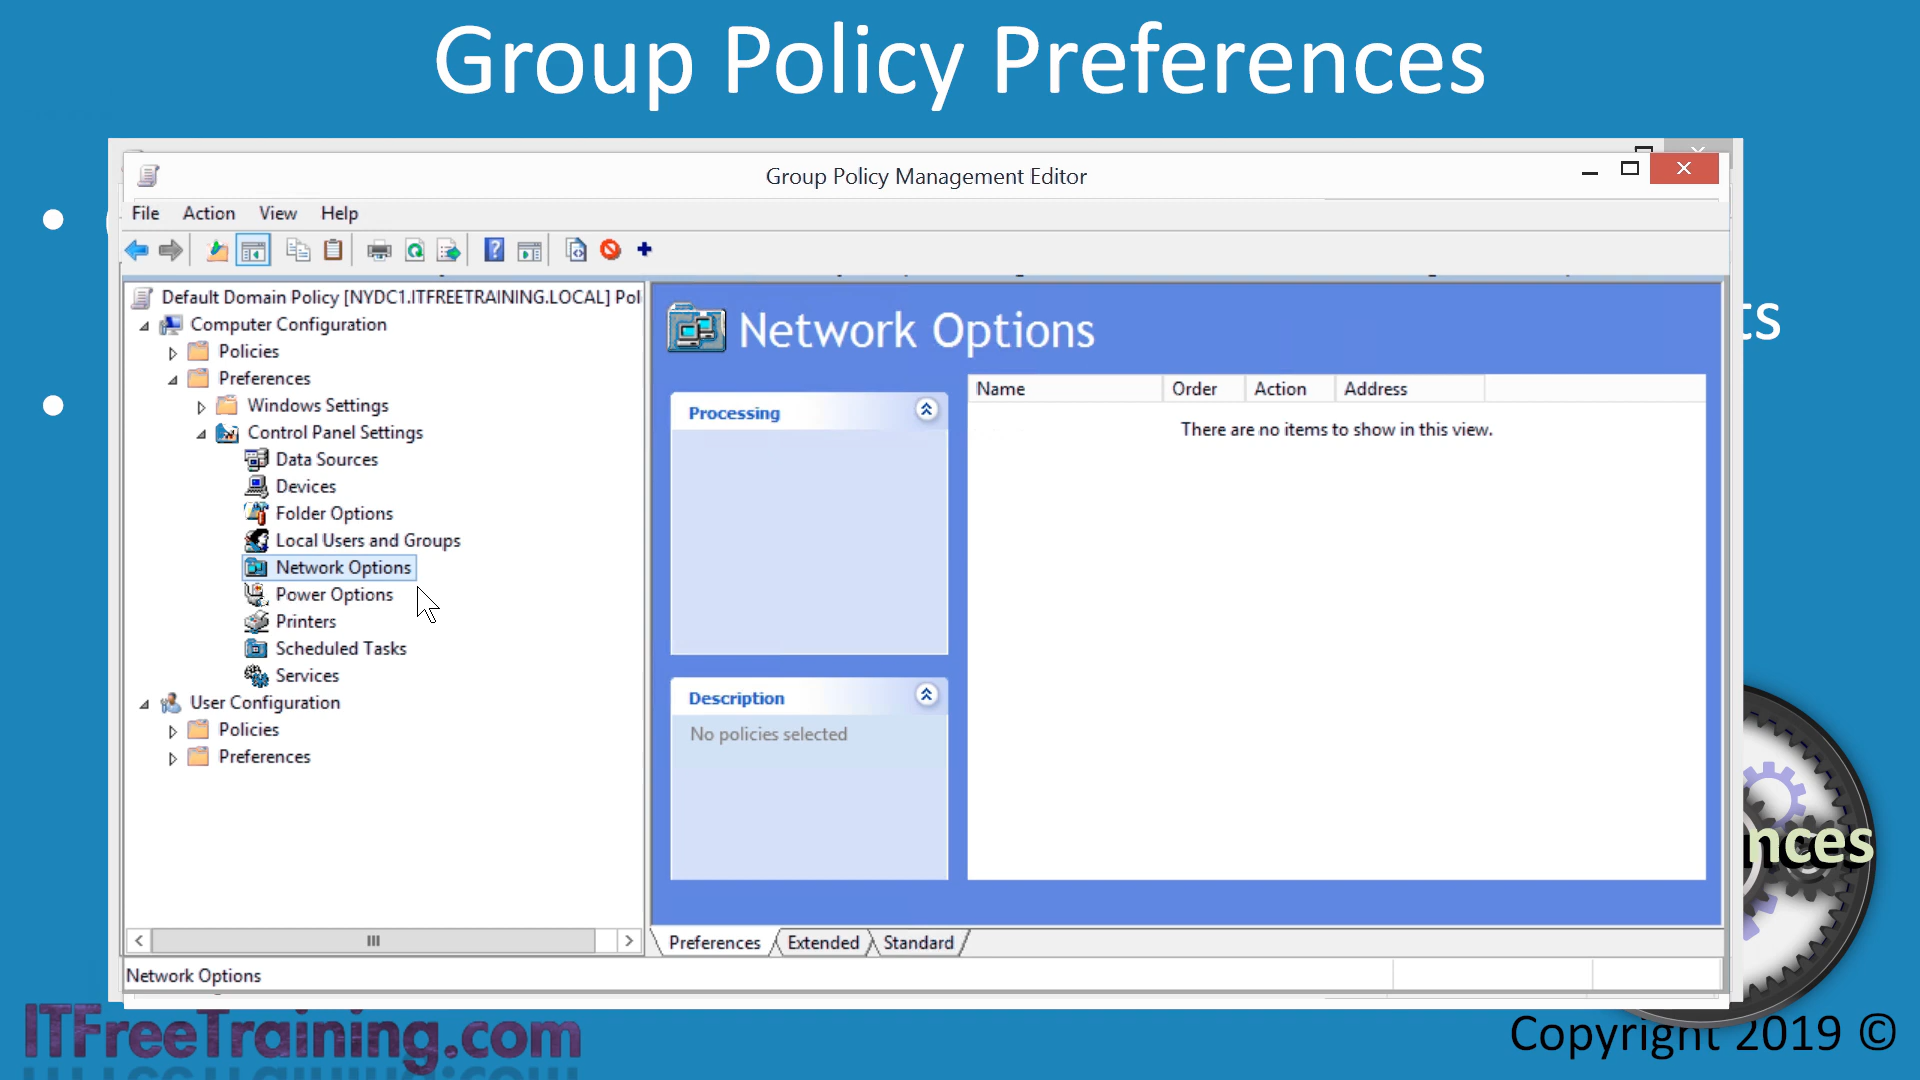 Group Policy Preferences
Group Policy Management Editor
File Action View Help
Default Domain Policy [NYDC1.ITFREETRAINING.LOCAL] Pol
Computer Configuration
Policies
Preferences
Windows Settings
Control Panel Settings
Data Sources
Devices
Folder Options
Local Users and Groups
Network Options
Power Options
Printers
Scheduled Tasks
Services
User Configuration
Policies
Preferences
Network Options
Processing
Description
No policies selected
Name Order Action Address
There are no items to show in this view.
Preferences Extended Standard
Network Options
ts
nces
ITFreeTraining.com
Copyright 2019 ©